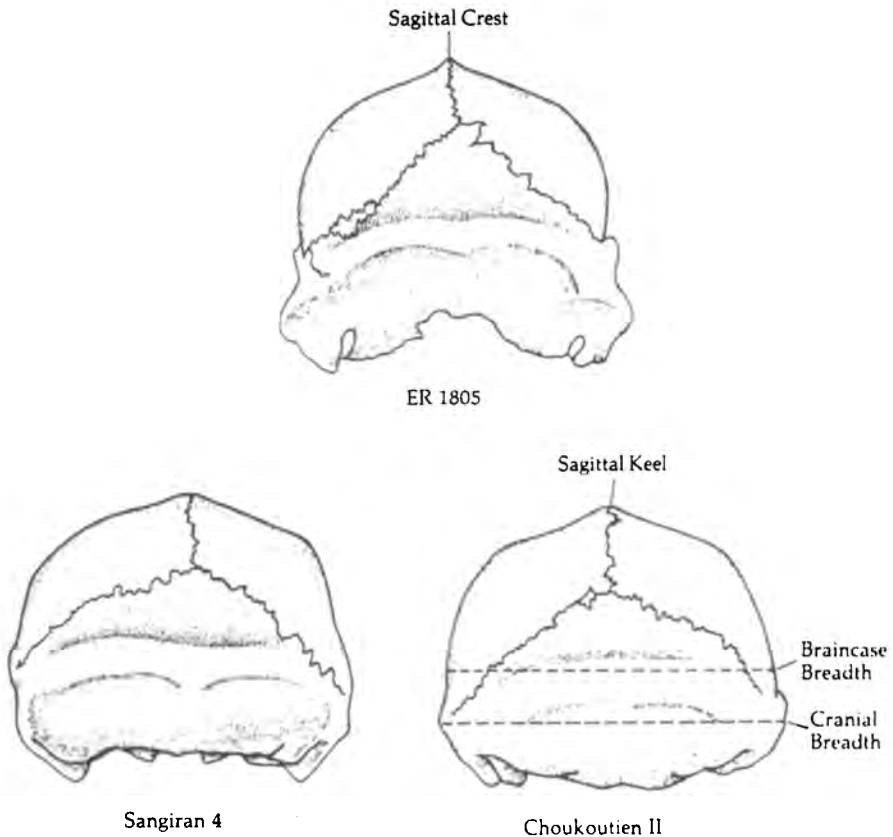 Sagittal Crest
ER 1805
Sagittal Keel
Braincase
Breadth
Cranial
Breadth
Sangiran 4
Choukoutien II